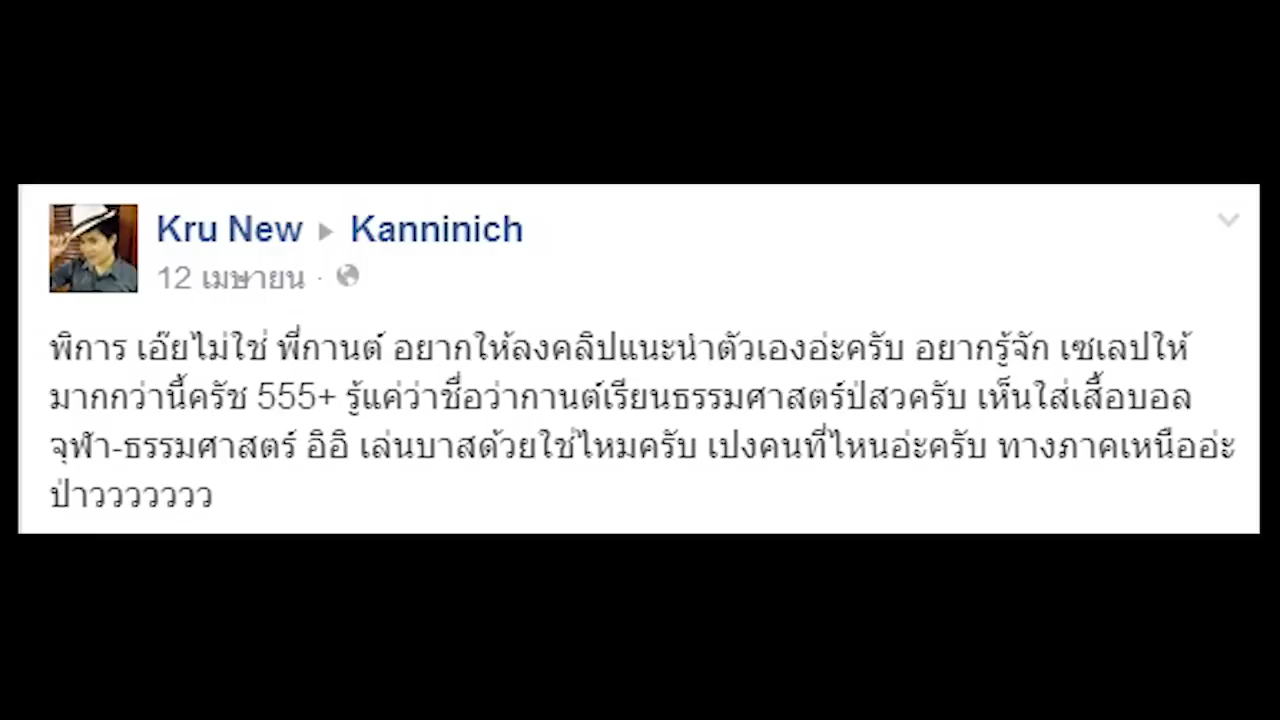 Kru New ▸ Kanninich
12 เมษายน ·
พิการ เอ๊ยไม่ใช่ พี่กานต์ อยากให้ลงคลิปแนะนำตัวเองอ่ะครับ อยากรู้จัก เซเลปให้
มากกว่านี้ครัช 555+ รู้แค่ว่าชื่อว่ากานต์เรียนธรรมศาสตร์ป่สวครับ เห็นใส่เสื้อบอล
จุฬา-ธรรมศาสตร์ อิอิ เล่นบาสด้วยใช่ไหมครับ เปงคนที่ไหนอ่ะครับ ทางภาคเหนืออ่ะ
ป่าววววววว